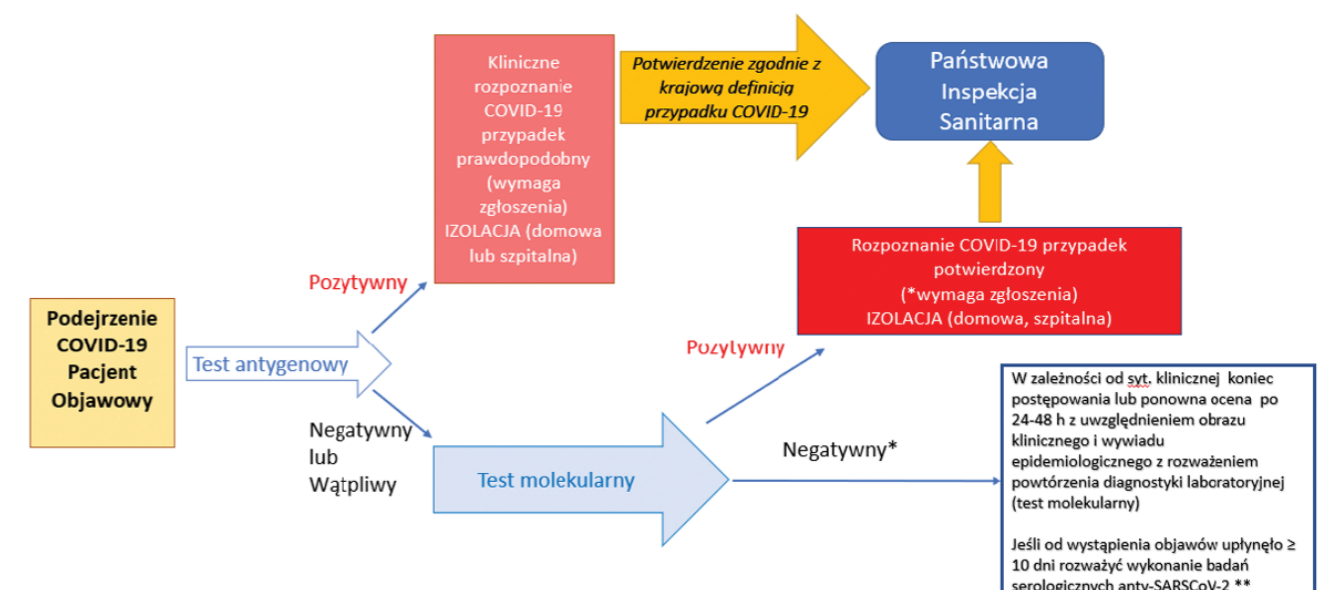 Podejrzenie
COVID-19
Pacjent
Objawowy
Test antygenowy
Pozytywny
Kliniczne
rozpoznanie
COVID-19
przypadek
prawdopodobny
(wymaga
zgłoszenia)
IZOLACJA (domowa
lub szpitalna)
Potwierdzenie zgodnie z
krajową definicją
przypadku COVID-19
Państwowa
Inspekcja
Sanitarna
Negatywny
lub
Wątpliwy
Test molekularny
Pozytywny
Rozpoznanie COVID-19 przypadek
potwierdzony
(*wymaga zgłoszenia)
IZOLACJA (domowa, szpitalna)
Negatywny*
W zależności od syt. klinicznej koniec
postępowania lub ponowna ocena po
24-48 h z uwzględnieniem obrazu
klinicznego i wywiadu
epidemiologicznego z rozważeniem
powtórzenia diagnostyki laboratoryjnej
(test molekularny)
Jeśli od wystąpienia objawów upłynęło ≥
10 dni rozważyć wykonanie badań
serologicznych anty-SARSCoV-2 **